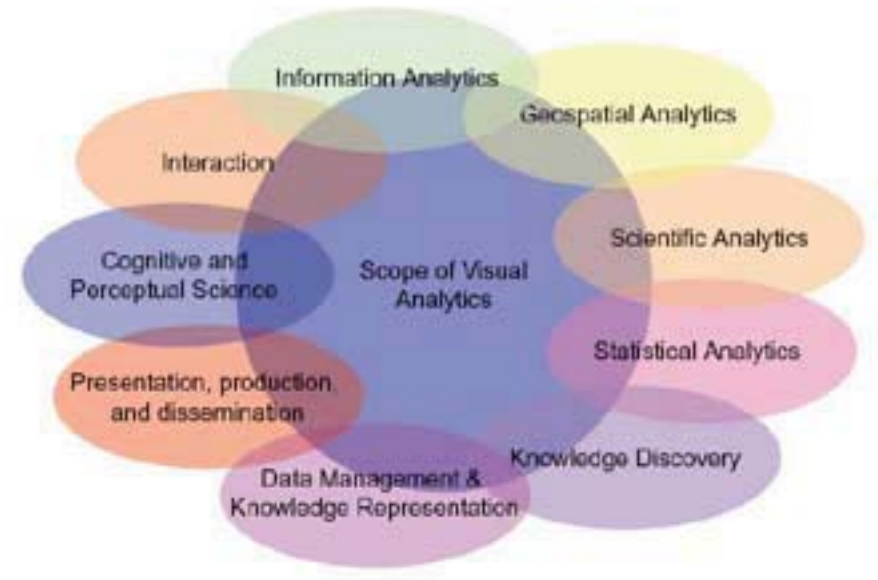 Information Analytics
Geospatial Analytics
Interaction
Scientific Analytics
Cognitive and
Perceptual Science
Scope of Visual
Analytics
Statistical Analytics
Presentation, production,
and dissemination
Knowledge Discovery
Data Management &
Knowledge Representation